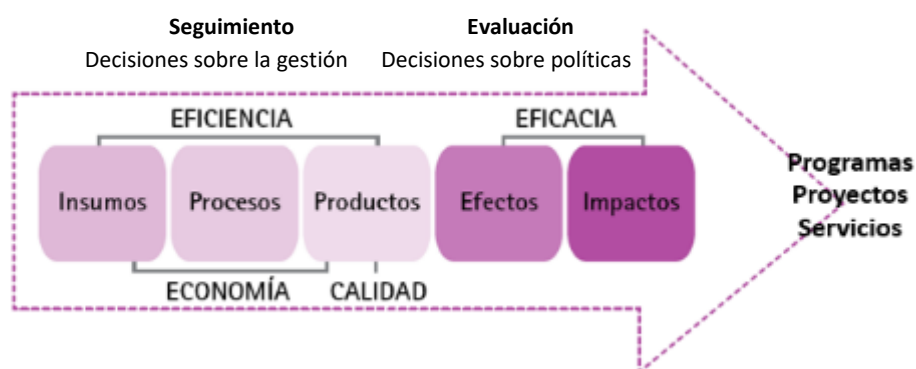 Seguimiento
Decisiones sobre la gestión
Evaluación
Decisiones sobre políticas
EFICIENCIA
EFICACIA
Insumos
Procesos
Productos
Efectos
Impactos
Programas
Proyectos
Servicios
ECONOMÍA
CALIDAD